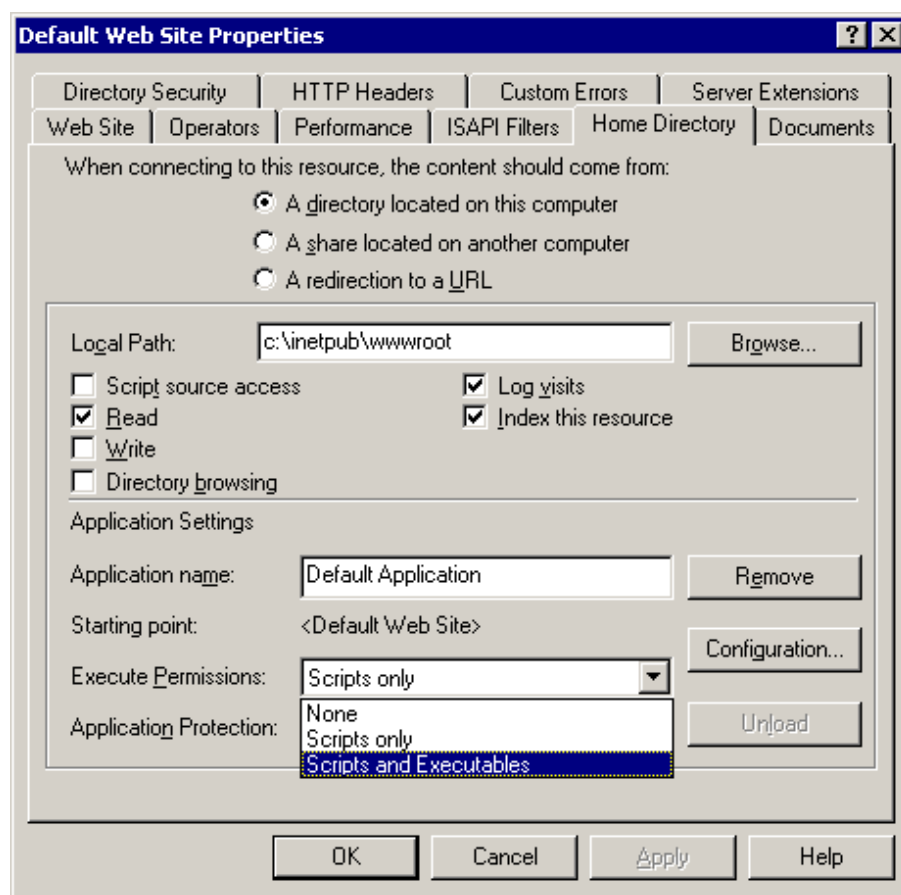 Default Web Site Properties
Directory Security HTTP Headers Custom Errors Server Extensions
Web Site Operators Performance ISAPI Filters Home Directory Documents
When connecting to this resource, the content should come from:
A directory located on this computer
A share located on another computer
A redirection to a URL
Local Path: c:\inetpub\wwwroot Browse...
Script source access Log visits
Read Index this resource
Write
Directory browsing
Application Settings
Application name: Default Application Remove
Starting point: <Default Web Site>
Configuration...
Execute Permissions: Scripts only
None
Application Protection: Scripts only Unload
Scripts and Executables
OK Cancel Apply Help